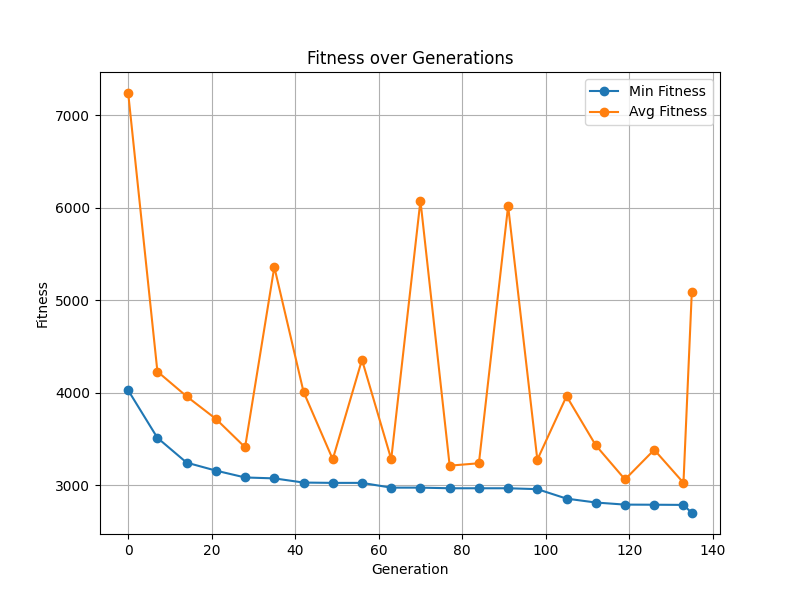 Fitness over Generations
Min Fitness
Avg Fitness
7000
6000
5000
4000
3000
Fitness
0 20 40 60 80 100 120 140
Generation